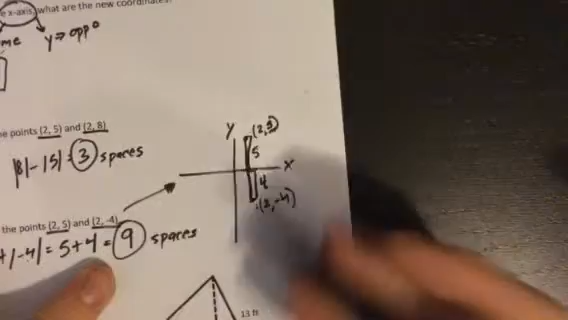 e x-axis, what are the new coordinates
me y⇒ opp°
e points (2, 5) and (2, 8)
|8|-|5|=3 spaces
Y
(2,5)
5
X
4
(2,-4)
the points (2, 5) and (2, -4)
+|-4|= 5+4 = 9 spaces
13 ft